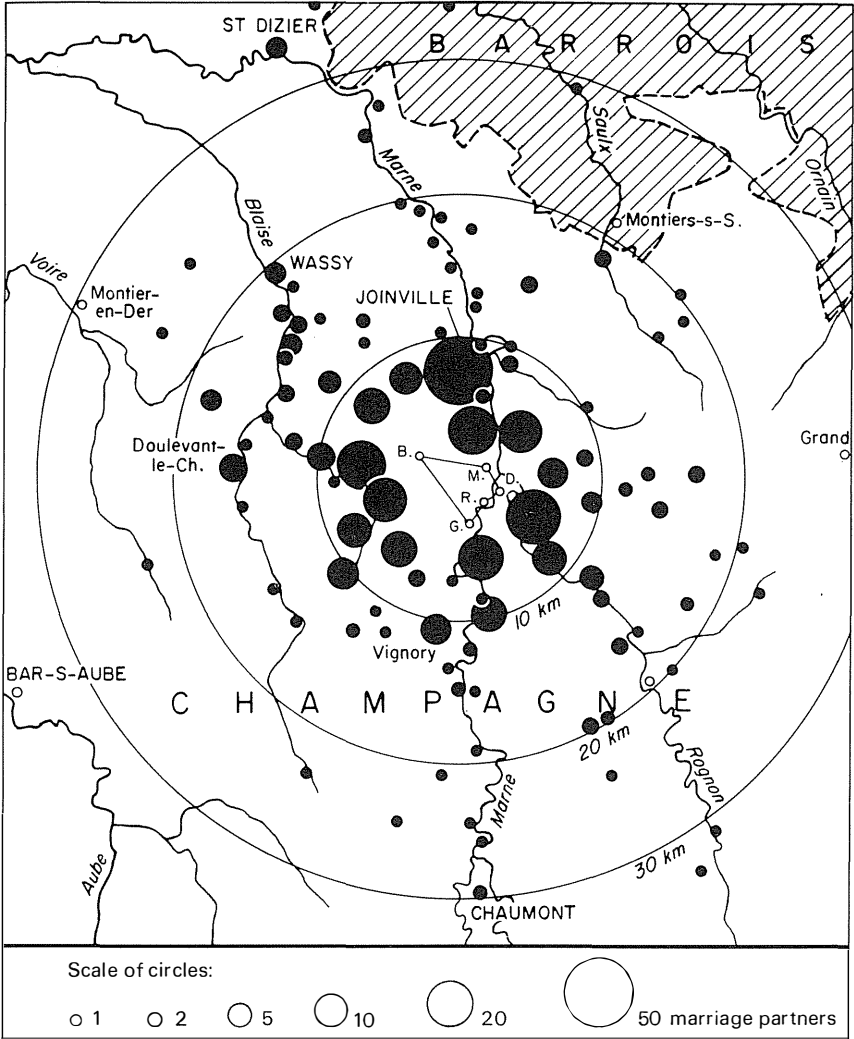 ST DIZIER
B A R R O I S
Marne
Saulx
Ornain
Blaise
Voire
Montiers-s-S.
WASSY
Montier-
en-Der
JOINVILLE
Doulevant-
le-Ch.
Grand
B.
M.
D.
R.
G.
10 km
Vignory
BAR-S-AUBE
C H A M P A G N E
20 km
Rognon
Marne
30 km
Aube
CHAUMONT
Scale of circles:
1 2 5 10 20 50 marriage partners